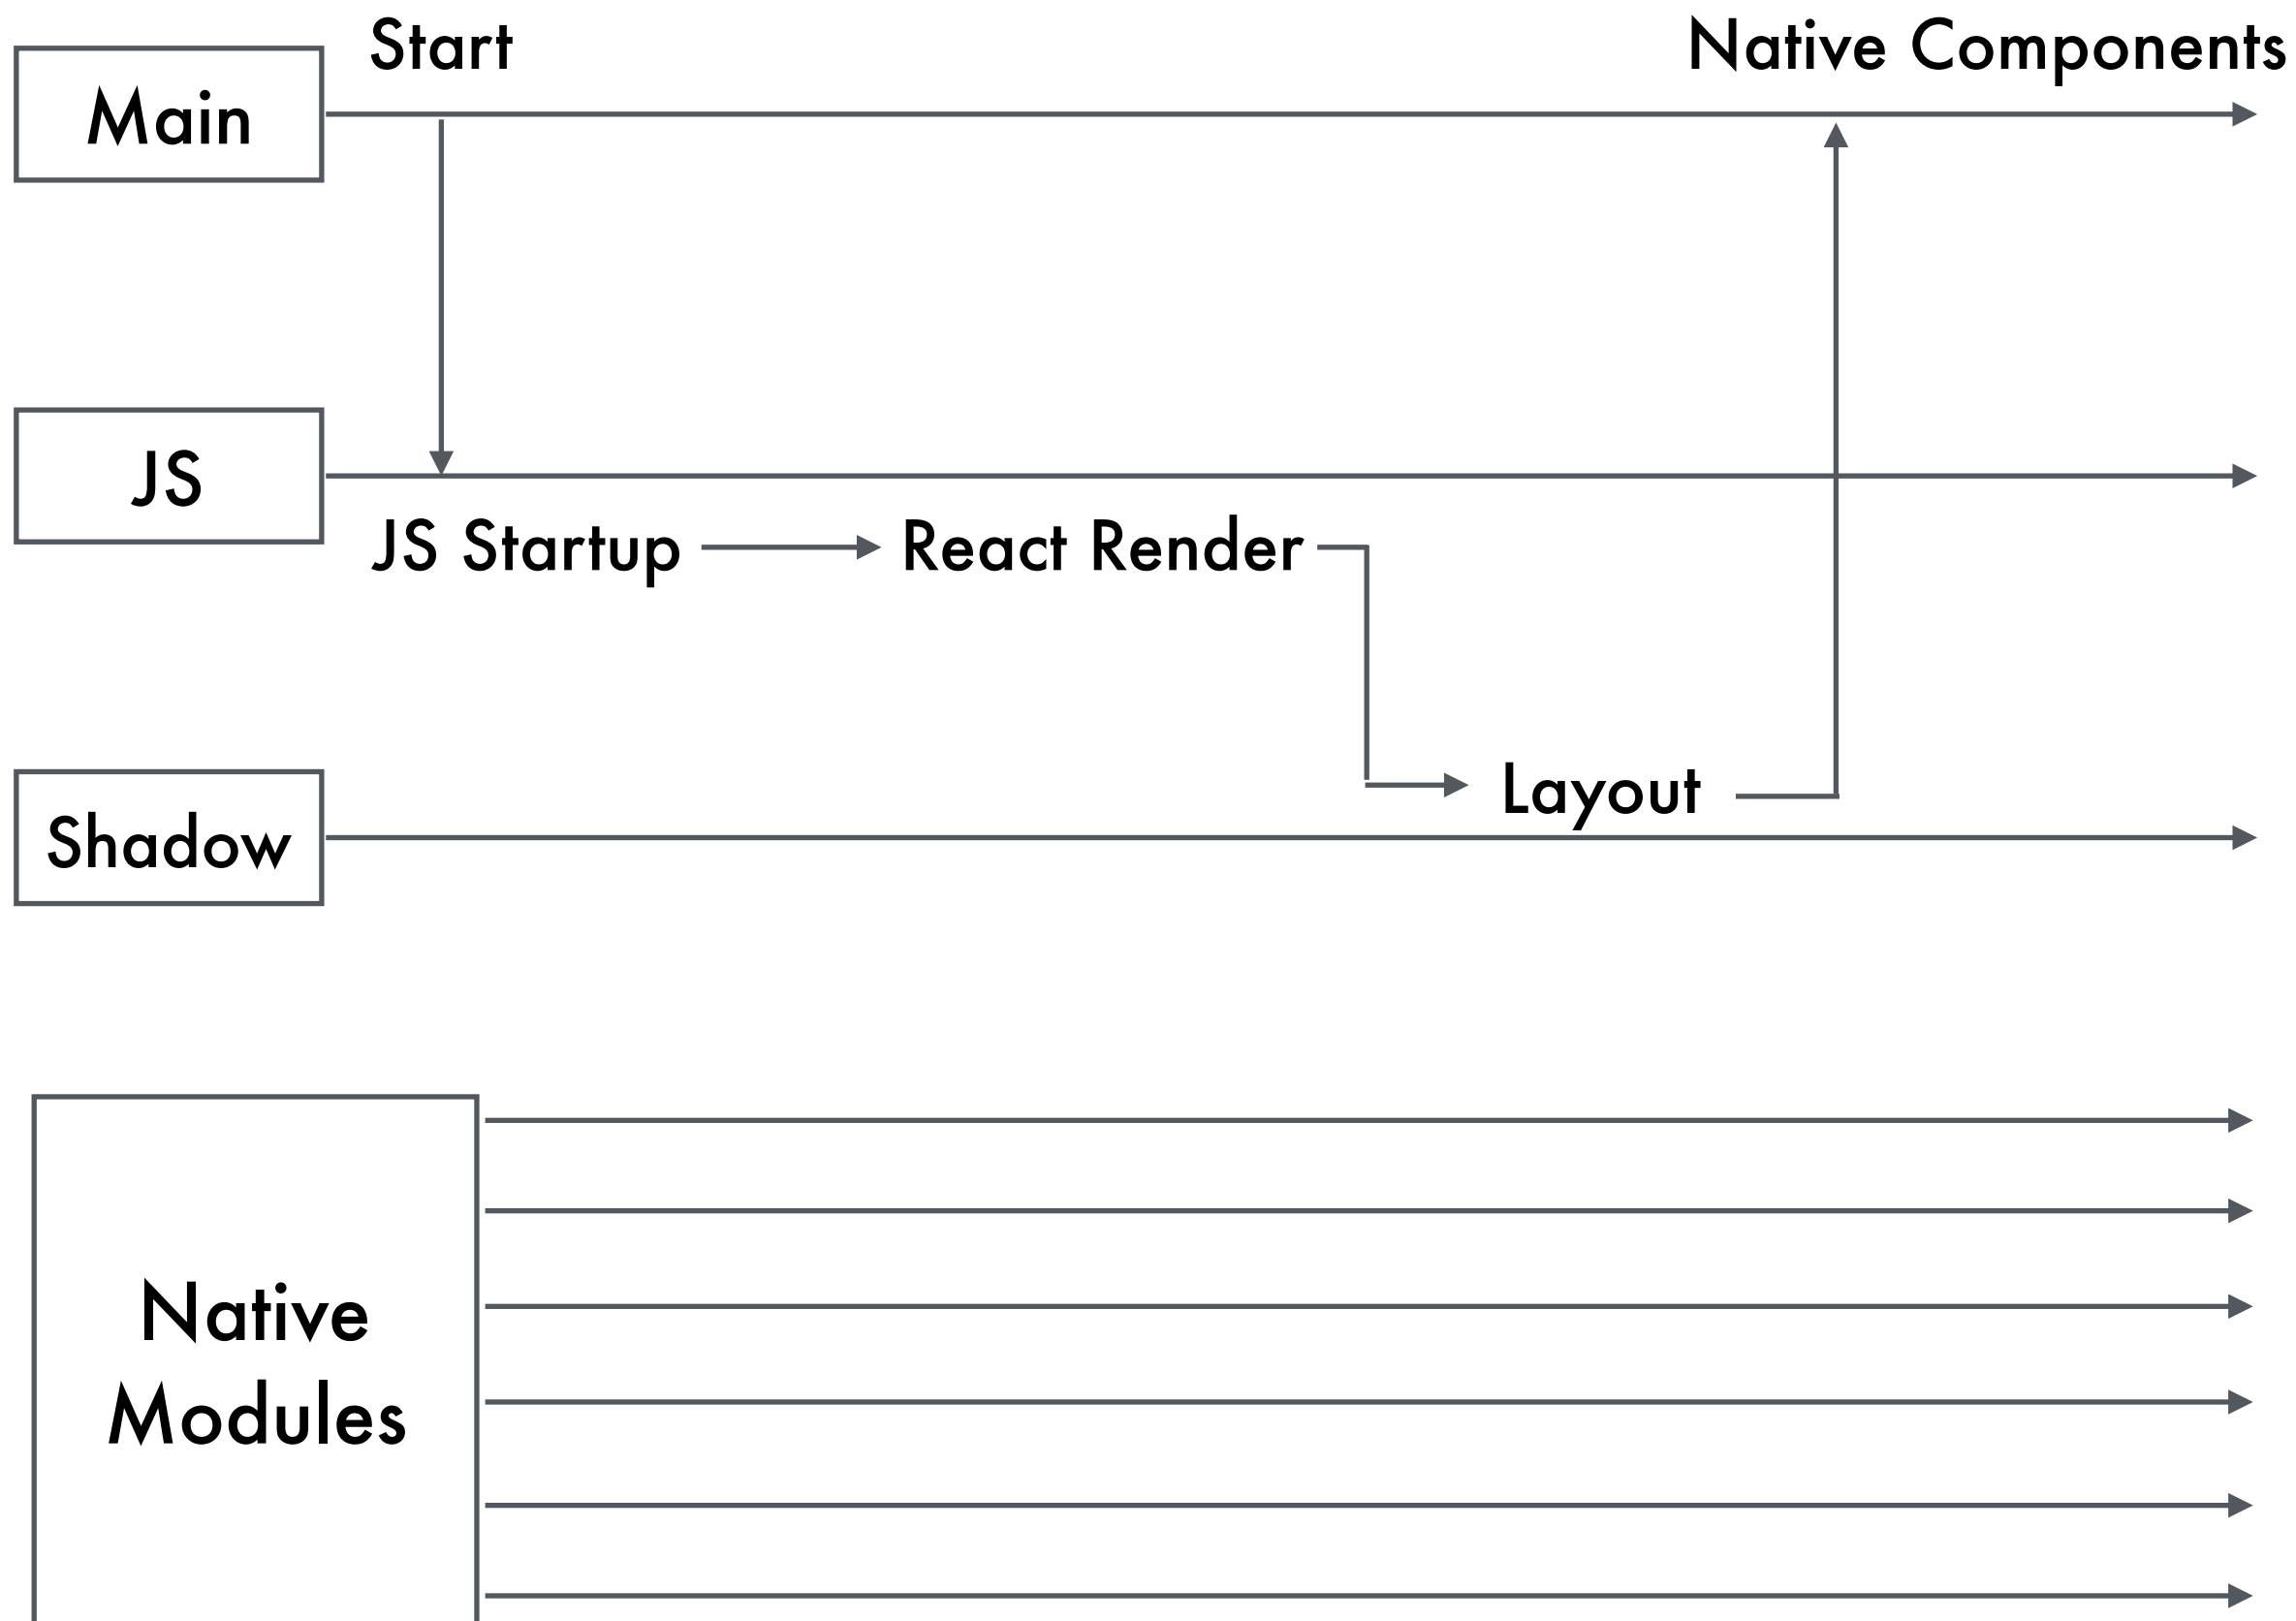 Start
Native Components
Main
JS
JS Startup
React Render
Layout
Shadow
Native
Modules